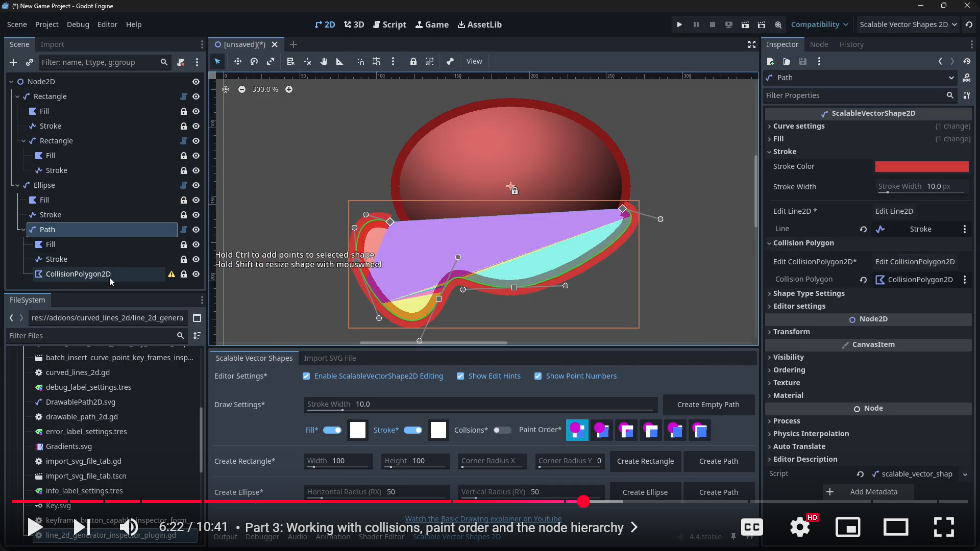 (*) New Game Project - Godot Engine
Scene Project Debug Editor Help
2D 3D Script Game AssetLib
Compatibility
Scalable Vector Shapes 2D
Scene Import
[unsaved](*)
Inspector Node History
Filter: name, t:type, g:group
View
Node2D
Rectangle
Fill
Stroke
Rectangle
Fill
Stroke
Ellipse
Fill
Stroke
Path
Fill
Stroke
CollisionPolygon2D
300.0 %
Hold Ctrl to add points to selected shape
Hold Shift to resize shape with mouswheel
Path
Filter Properties
ScalableVectorShape2D
Curve settings (1 change)
Fill (1 change)
Stroke
Stroke Color
Stroke Width Stroke Width 10.0 px
Edit Line2D * Edit Line2D
Line Stroke
Collision Polygon
Edit CollisionPolygon2D* Edit CollisionPolygon2D
Collision Polygon CollisionPolygon2D
Shape Type Settings
Editor settings
Node2D
Transform
CanvasItem
Visibility
Ordering
Texture
Material
Node
Process
Physics Interpolation
Auto Translate
Editor Description
Script scalable_vector_shap
Add Metadata
FileSystem
res://addons/curved_lines_2d/line_2d_genera
Filter Files
batch_insert_curve_point_key_frames_insp...
curved_lines_2d.gd
debug_label_settings.tres
DrawablePath2D.svg
drawable_path_2d.gd
error_label_settings.tres
Gradients.svg
import_svg_file_tab.gd
import_svg_file_tab.tscn
info_label_settings.tres
Key.svg
line_2d_generator_inspector_plugin.gd
Scalable Vector Shapes Import SVG File
Editor Settings* Enable ScalableVectorShape2D Editing Show Edit Hints Show Point Numbers
Draw Settings* Stroke Width 10.0 Create Empty Path
Fill* Stroke* Collsions* Paint Order*
Create Rectangle* Width 100 Height 100 Corner Radius X Corner Radius Y 0 Create Rectangle Create Path
Create Ellipse* Horizontal Radius (RX) 50 Vertical Radius (RY) 50 Create Ellipse Create Path
Watch the Basic Drawing explainer on Youtube
Output Debugger Audio Animation Shader Editor Scalable Vector Shapes 2D
4.4.stable
6:22 / 10:41 • Part 3: Working with collisions, paint order and the node hierarchy
CC
HD